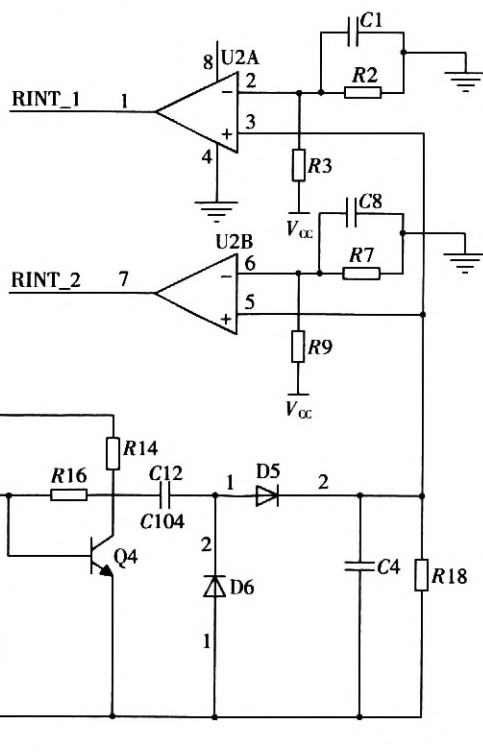 C1
8 U2A
2
R2
RINT_1 1
−
+
3
4
R3
C8
VCC
U2B
6
R7
RINT_2 7
−
+
5
R9
VCC
R14
R16 C12 D5
1 2
C104
2
Q4 C4 R18
D6
1